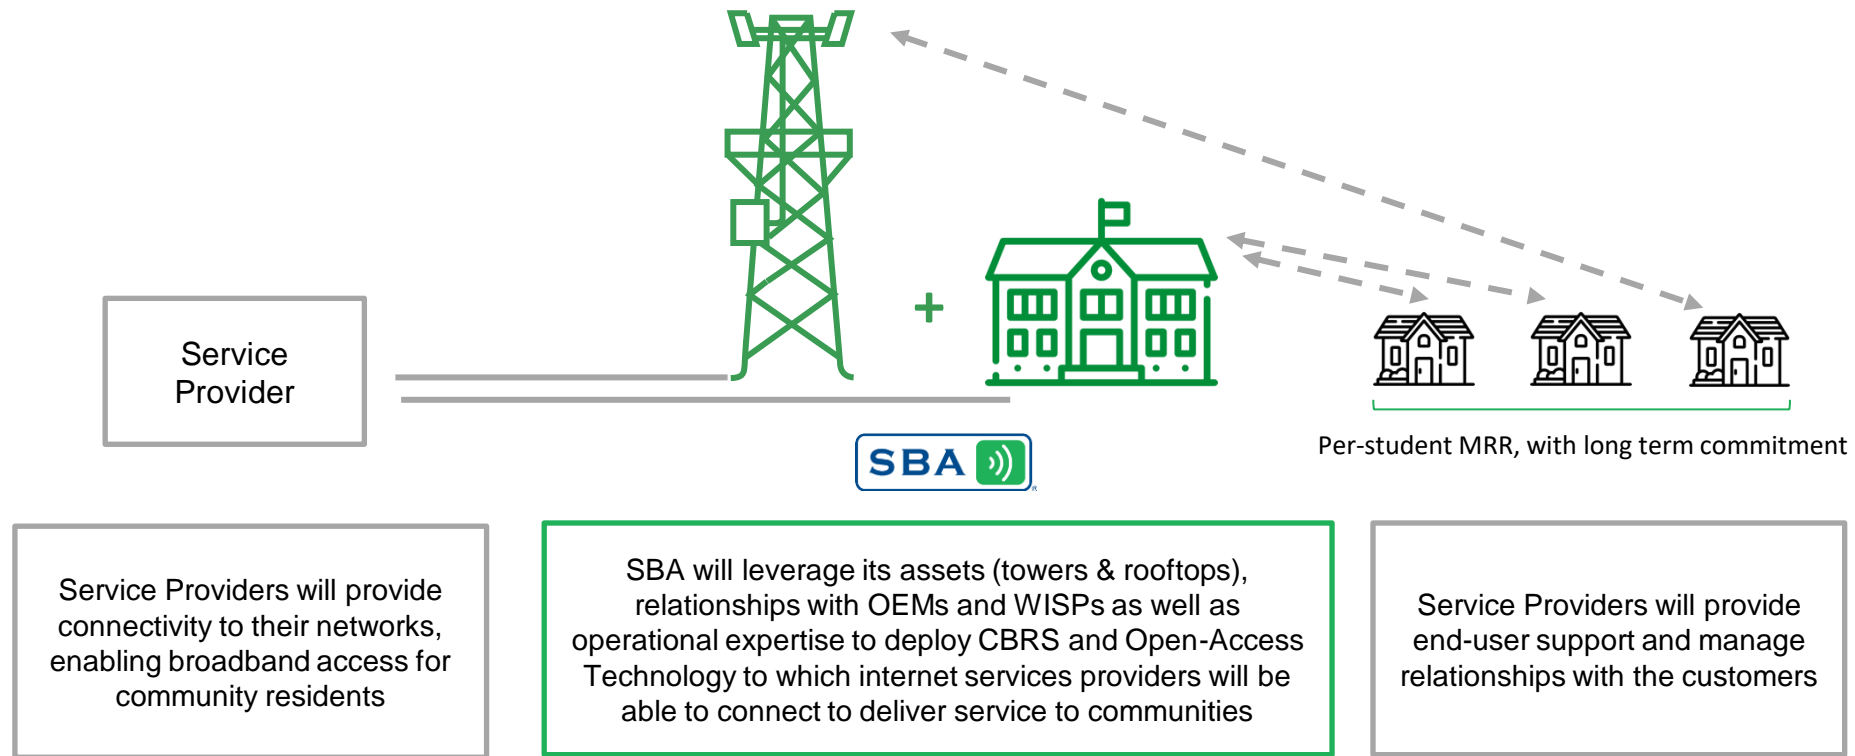 Service
Provider
+
SBA
Per-student MRR, with long term commitment
Service Providers will provide
connectivity to their networks,
enabling broadband access for
community residents
SBA will leverage its assets (towers & rooftops),
relationships with OEMs and WISPs as well as
operational expertise to deploy CBRS and Open-Access
Technology to which internet services providers will be
able to connect to deliver service to communities
Service Providers will provide
end-user support and manage
relationships with the customers